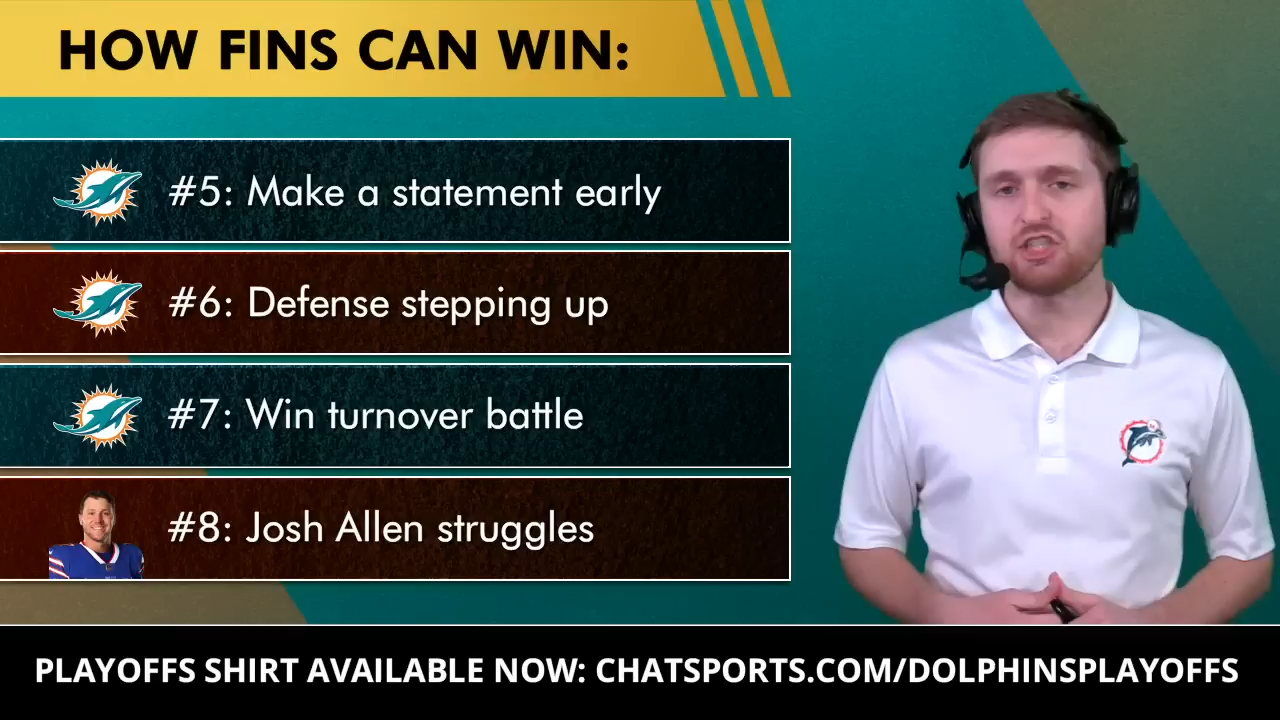 HOW FINS CAN WIN:
#5: Make a statement early
#6: Defense stepping up
#7: Win turnover battle
#8: Josh Allen struggles
PLAYOFFS SHIRT AVAILABLE NOW: CHATSPORTS.COM/DOLPHINSPLAYOFFS